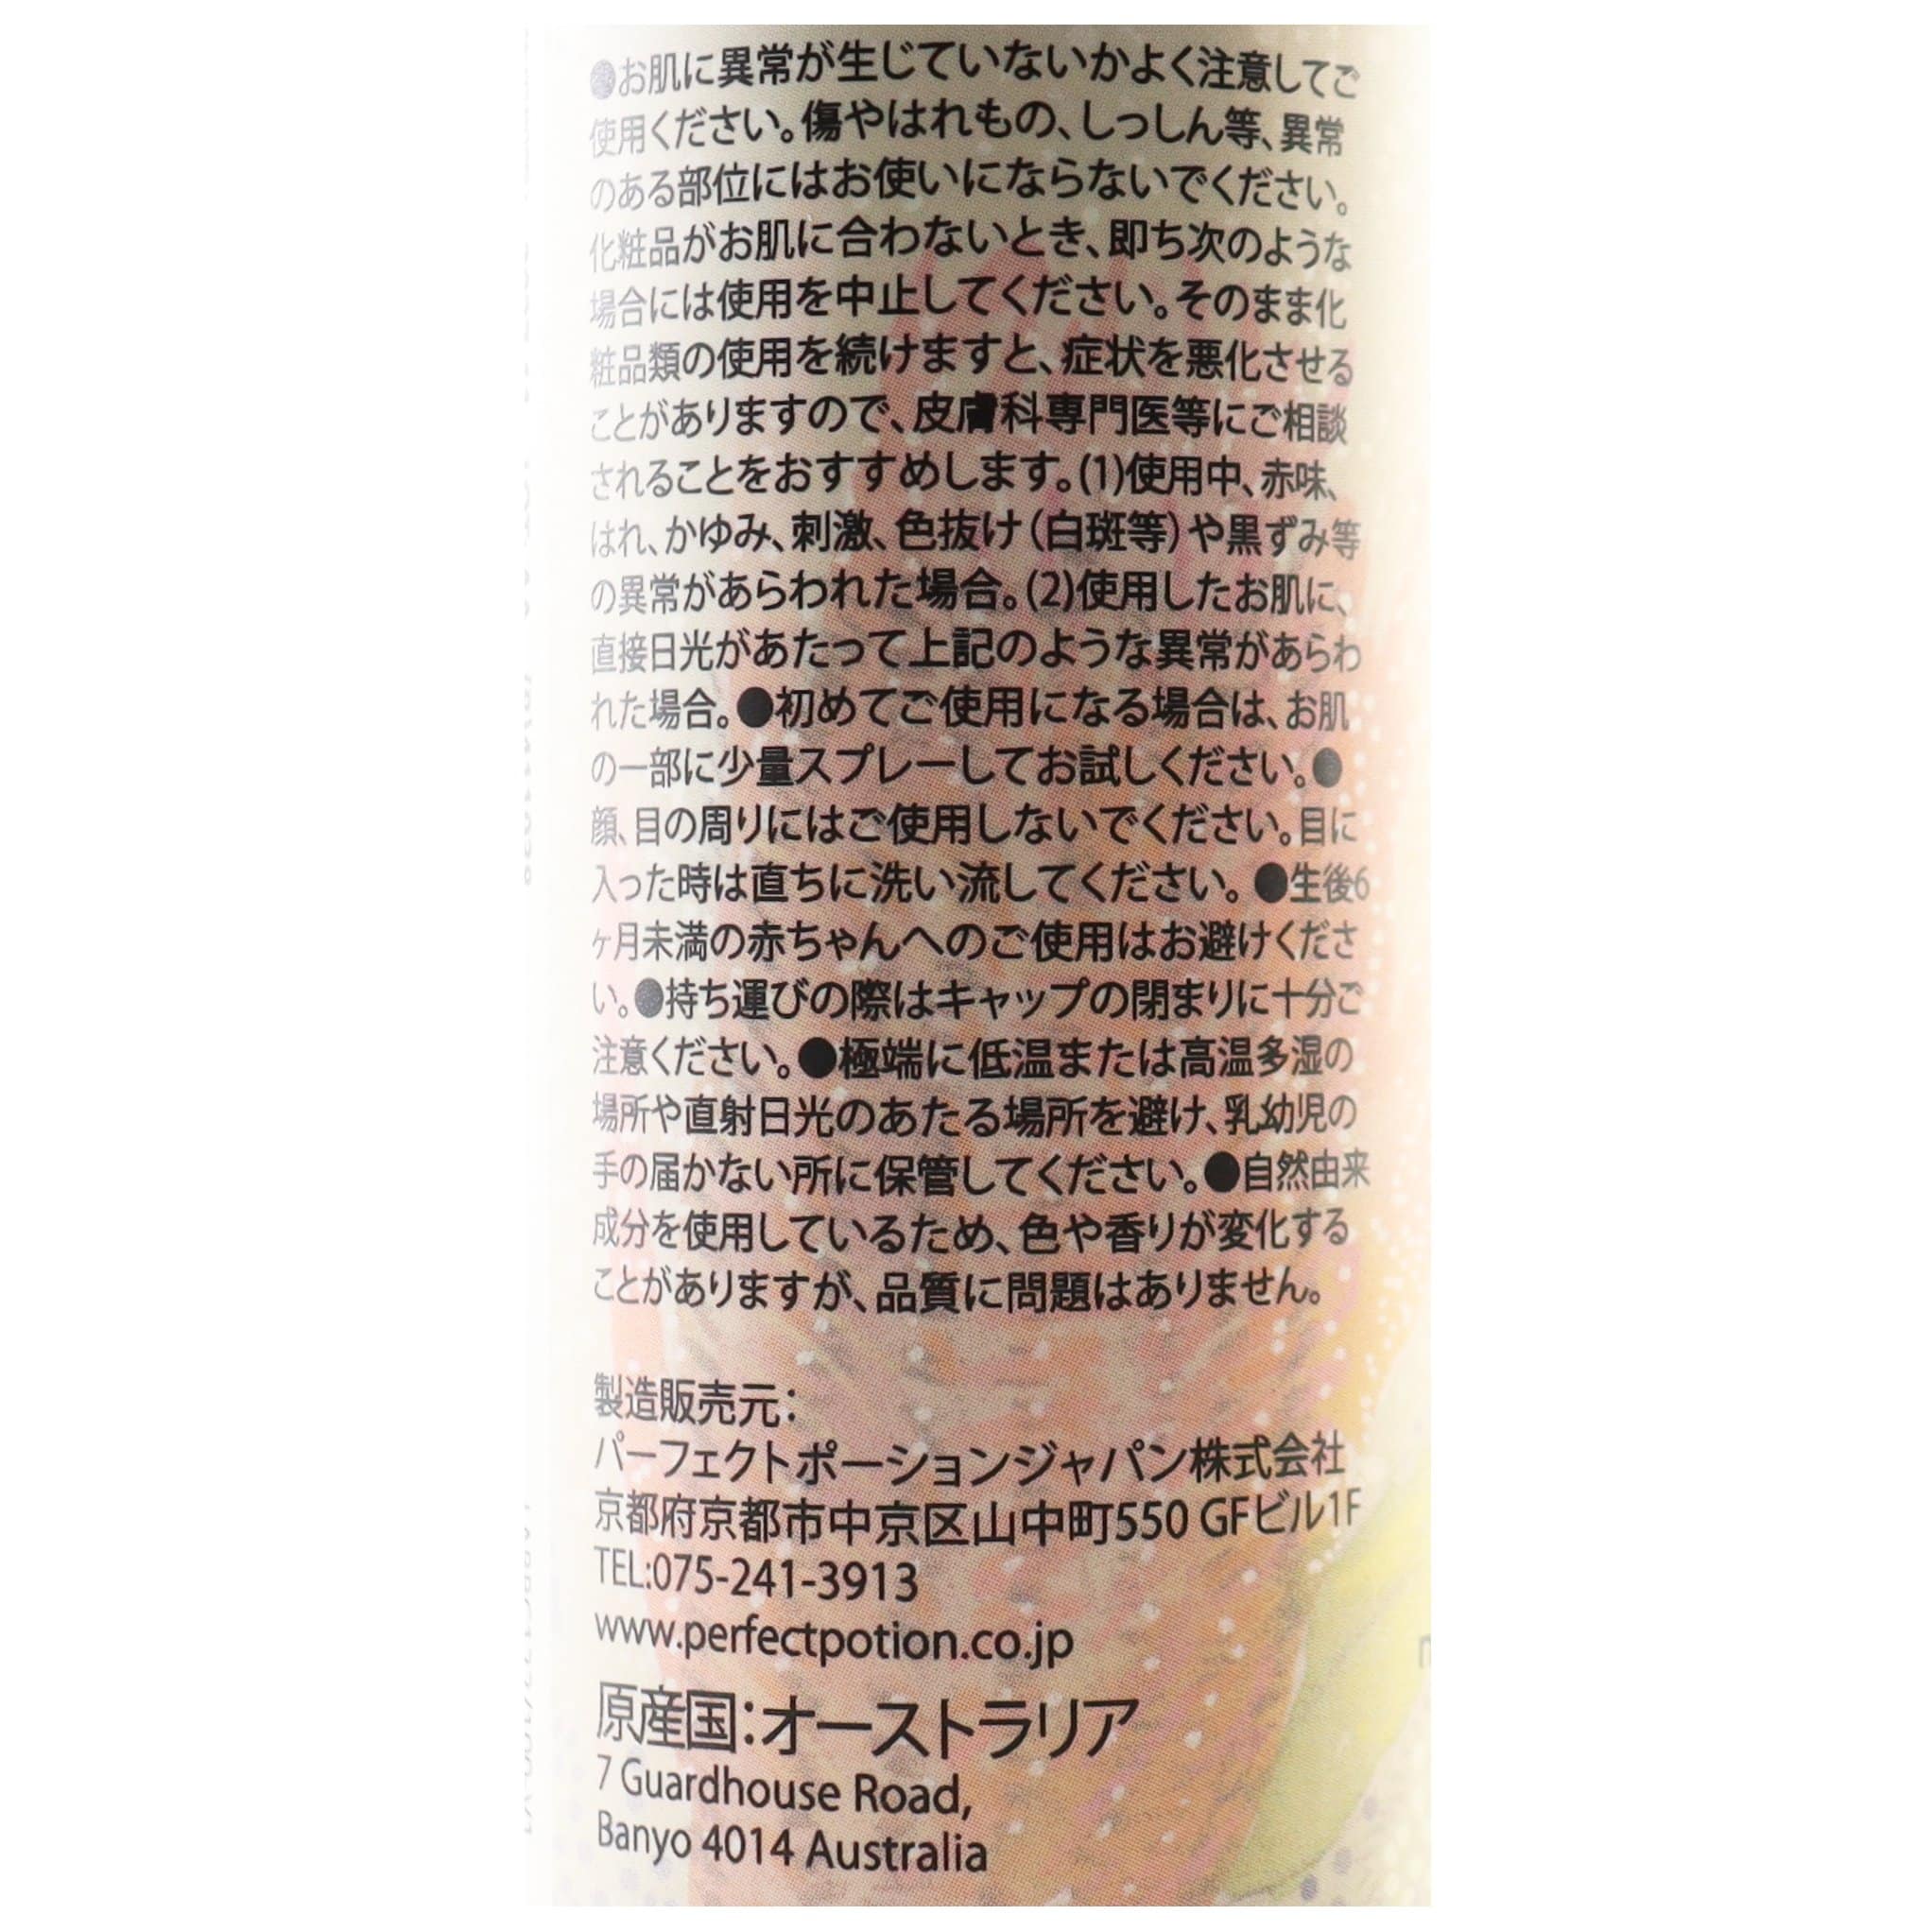 ●お肌に異常が生じていないかよく注意してご
使用ください。傷やはれもの、しっしん等、異常
のある部位にはお使いにならないでください。
化粧品がお肌に合わないとき、即ち次のような
場合には使用を中止してください。そのまま化
粧品類の使用を続けますと、症状を悪化させる
ことがありますので、皮膚科専門医等にご相談
されることをおすすめします。(1)使用中、赤味、
はれ、かゆみ、刺激、色抜け（白斑等）や黒ずみ等
の異常があらわれた場合。(2)使用したお肌に、
直接日光があたって上記のような異常があらわ
れた場合。●初めてご使用になる場合は、お肌
の一部に少量スプレーしてお試しください。●
顔、目の周りにはご使用しないでください。目に
入った時は直ちに洗い流してください。●生後6
ヶ月未満の赤ちゃんへのご使用はお避けくださ
い。●持ち運びの際はキャップの閉まりに十分ご
注意ください。●極端に低温または高温多湿の
場所や直射日光のあたる場所を避け、乳幼児の
手の届かない所に保管してください。●自然由来
成分を使用しているため、色や香りが変化する
ことがありますが、品質に問題はありません。
製造販売元：
パーフェクトポーションジャパン株式会社
京都府京都市中京区山中町550 GFビル1F
TEL:075-241-3913
www.perfectpotion.co.jp
原産国：オーストラリア
7 Guardhouse Road,
Banyo 4014 Australia